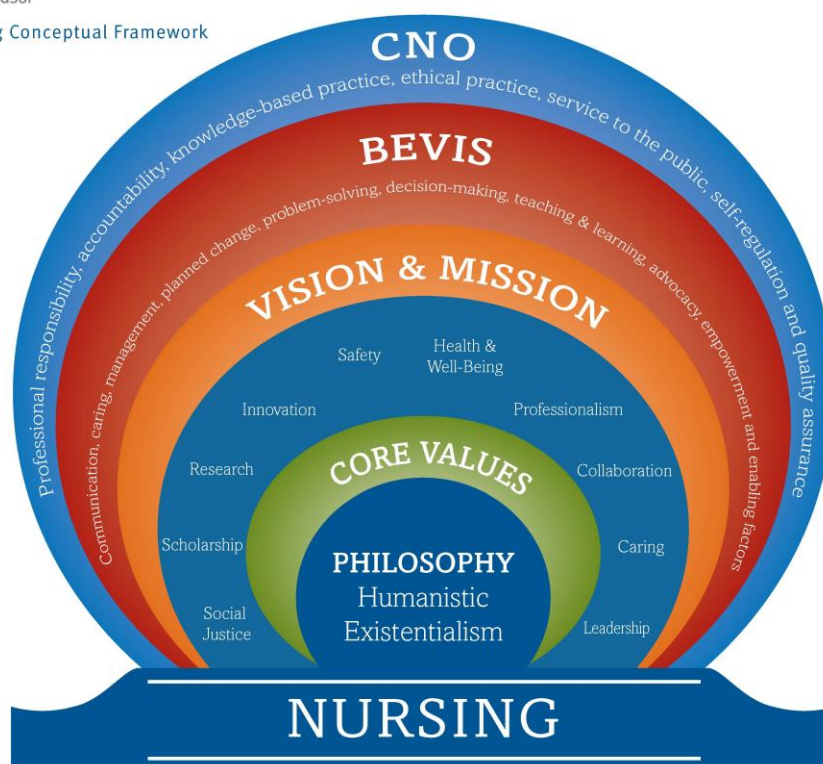 Conceptual Framework
CNO
Professional responsibility, accountability, knowledge-based practice, ethical practice, service to the public, self-regulation and quality assurance
BEVIS
Communication, caring, management, planned change, problem-solving, decision-making, teaching & learning, advocacy, empowerment and enabling factors
VISION & MISSION
Safety
Health &
Well-Being
Innovation
Professionalism
CORE VALUES
Research
Collaboration
Scholarship
Caring
PHILOSOPHY
Humanistic
Existentialism
Social
Justice
Leadership
NURSING